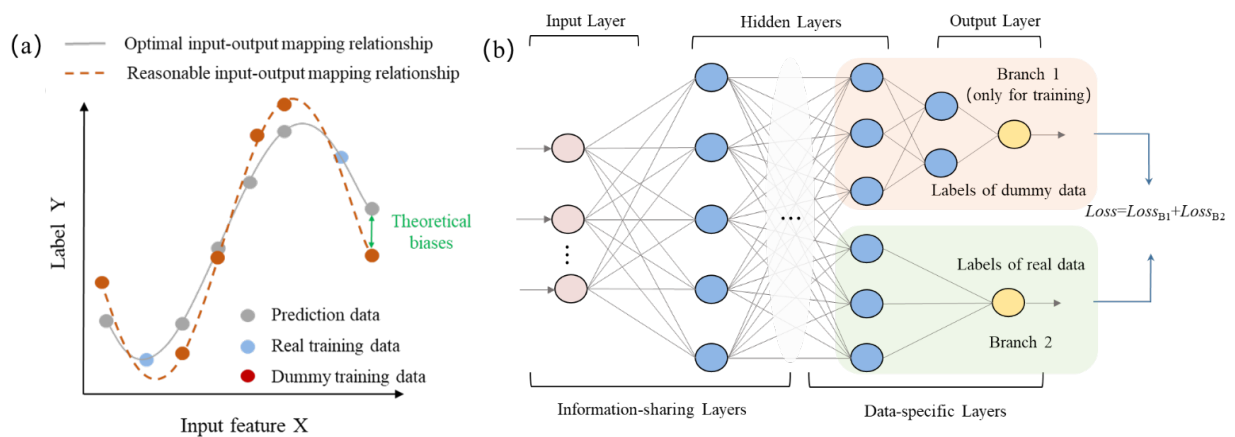 (a)
Optimal input-output mapping relationship
Reasonable input-output mapping relationship
Label Y
Theoretical
biases
Prediction data
Real training data
Dummy training data
Input feature X
(b)
Input Layer
Hidden Layers
Output Layer
Branch 1
(only for training)
Labels of dummy data
...
Loss=Loss_B1+Loss_B2
Labels of real data
Branch 2
Information-sharing Layers
Data-specific Layers